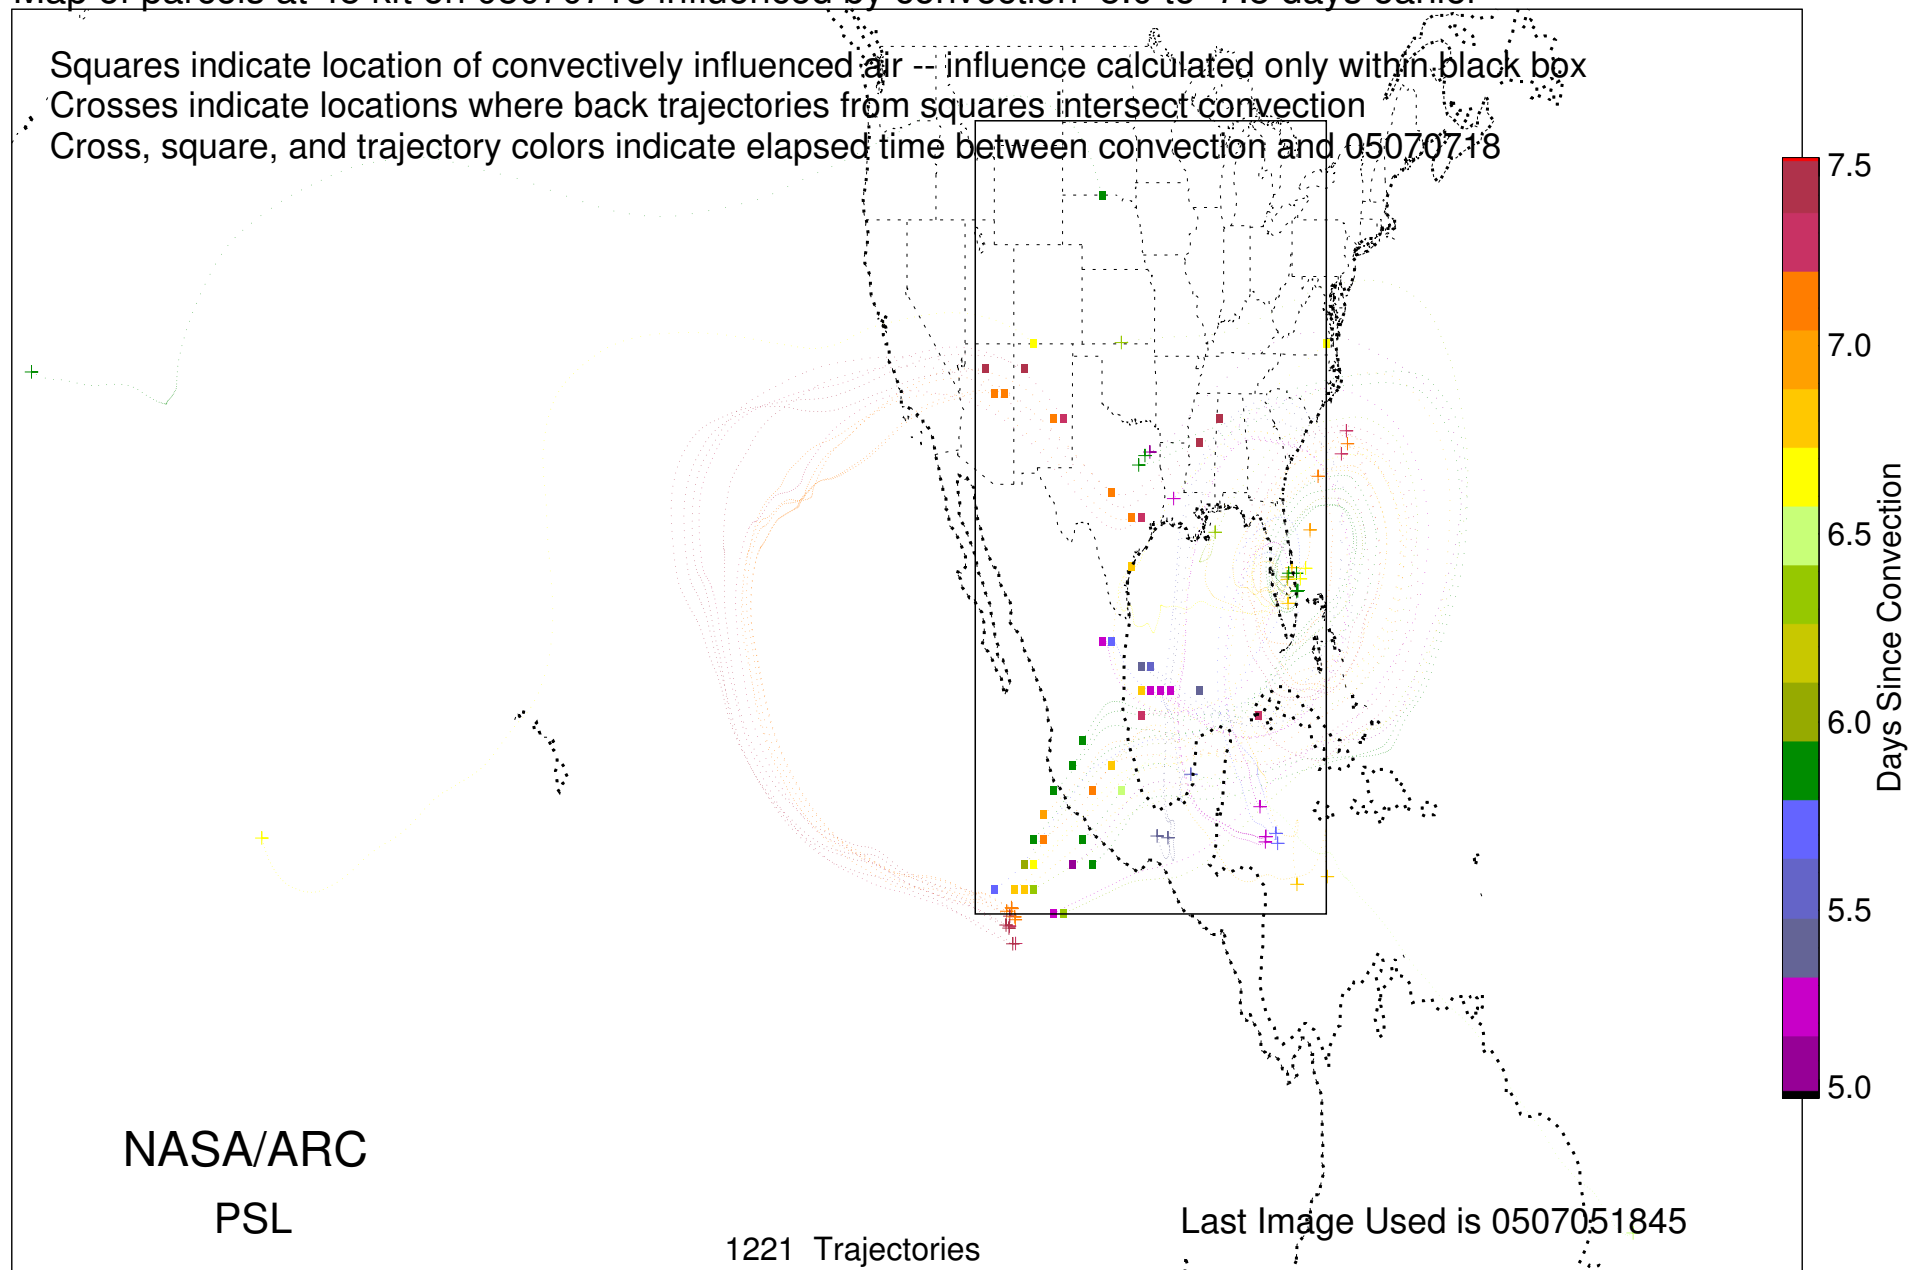 Squares indicate location of convectively influenced air -- influence calculated only within black box
Crosses indicate locations where back trajectories from squares intersect convection
Cross, square, and trajectory colors indicate elapsed time between convection and 05070718
7.5
7.0
6.5
6.0
5.5
5.0
Days Since Convection
NASA/ARC
PSL
1221 Trajectories
Last Image Used is 0507051845